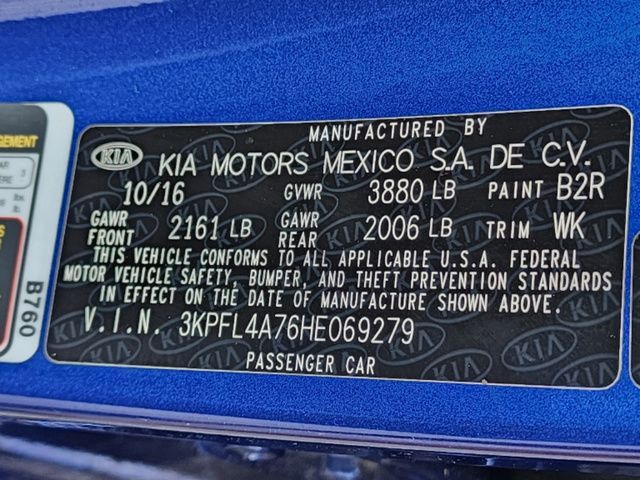 MANUFACTURED BY
KIA KIA MOTORS MEXICO S.A. DE C.V.
10/16 GVWR 3880 LB PAINT B2R
GAWR FRONT 2161 LB GAWR REAR 2006 LB TRIM WK
THIS VEHICLE CONFORMS TO ALL APPLICABLE U.S.A. FEDERAL
MOTOR VEHICLE SAFETY, BUMPER, AND THEFT PREVENTION STANDARDS
IN EFFECT ON THE DATE OF MANUFACTURE SHOWN ABOVE.
V.I.N. 3KPFL4A76HE069279
PASSENGER CAR
B760